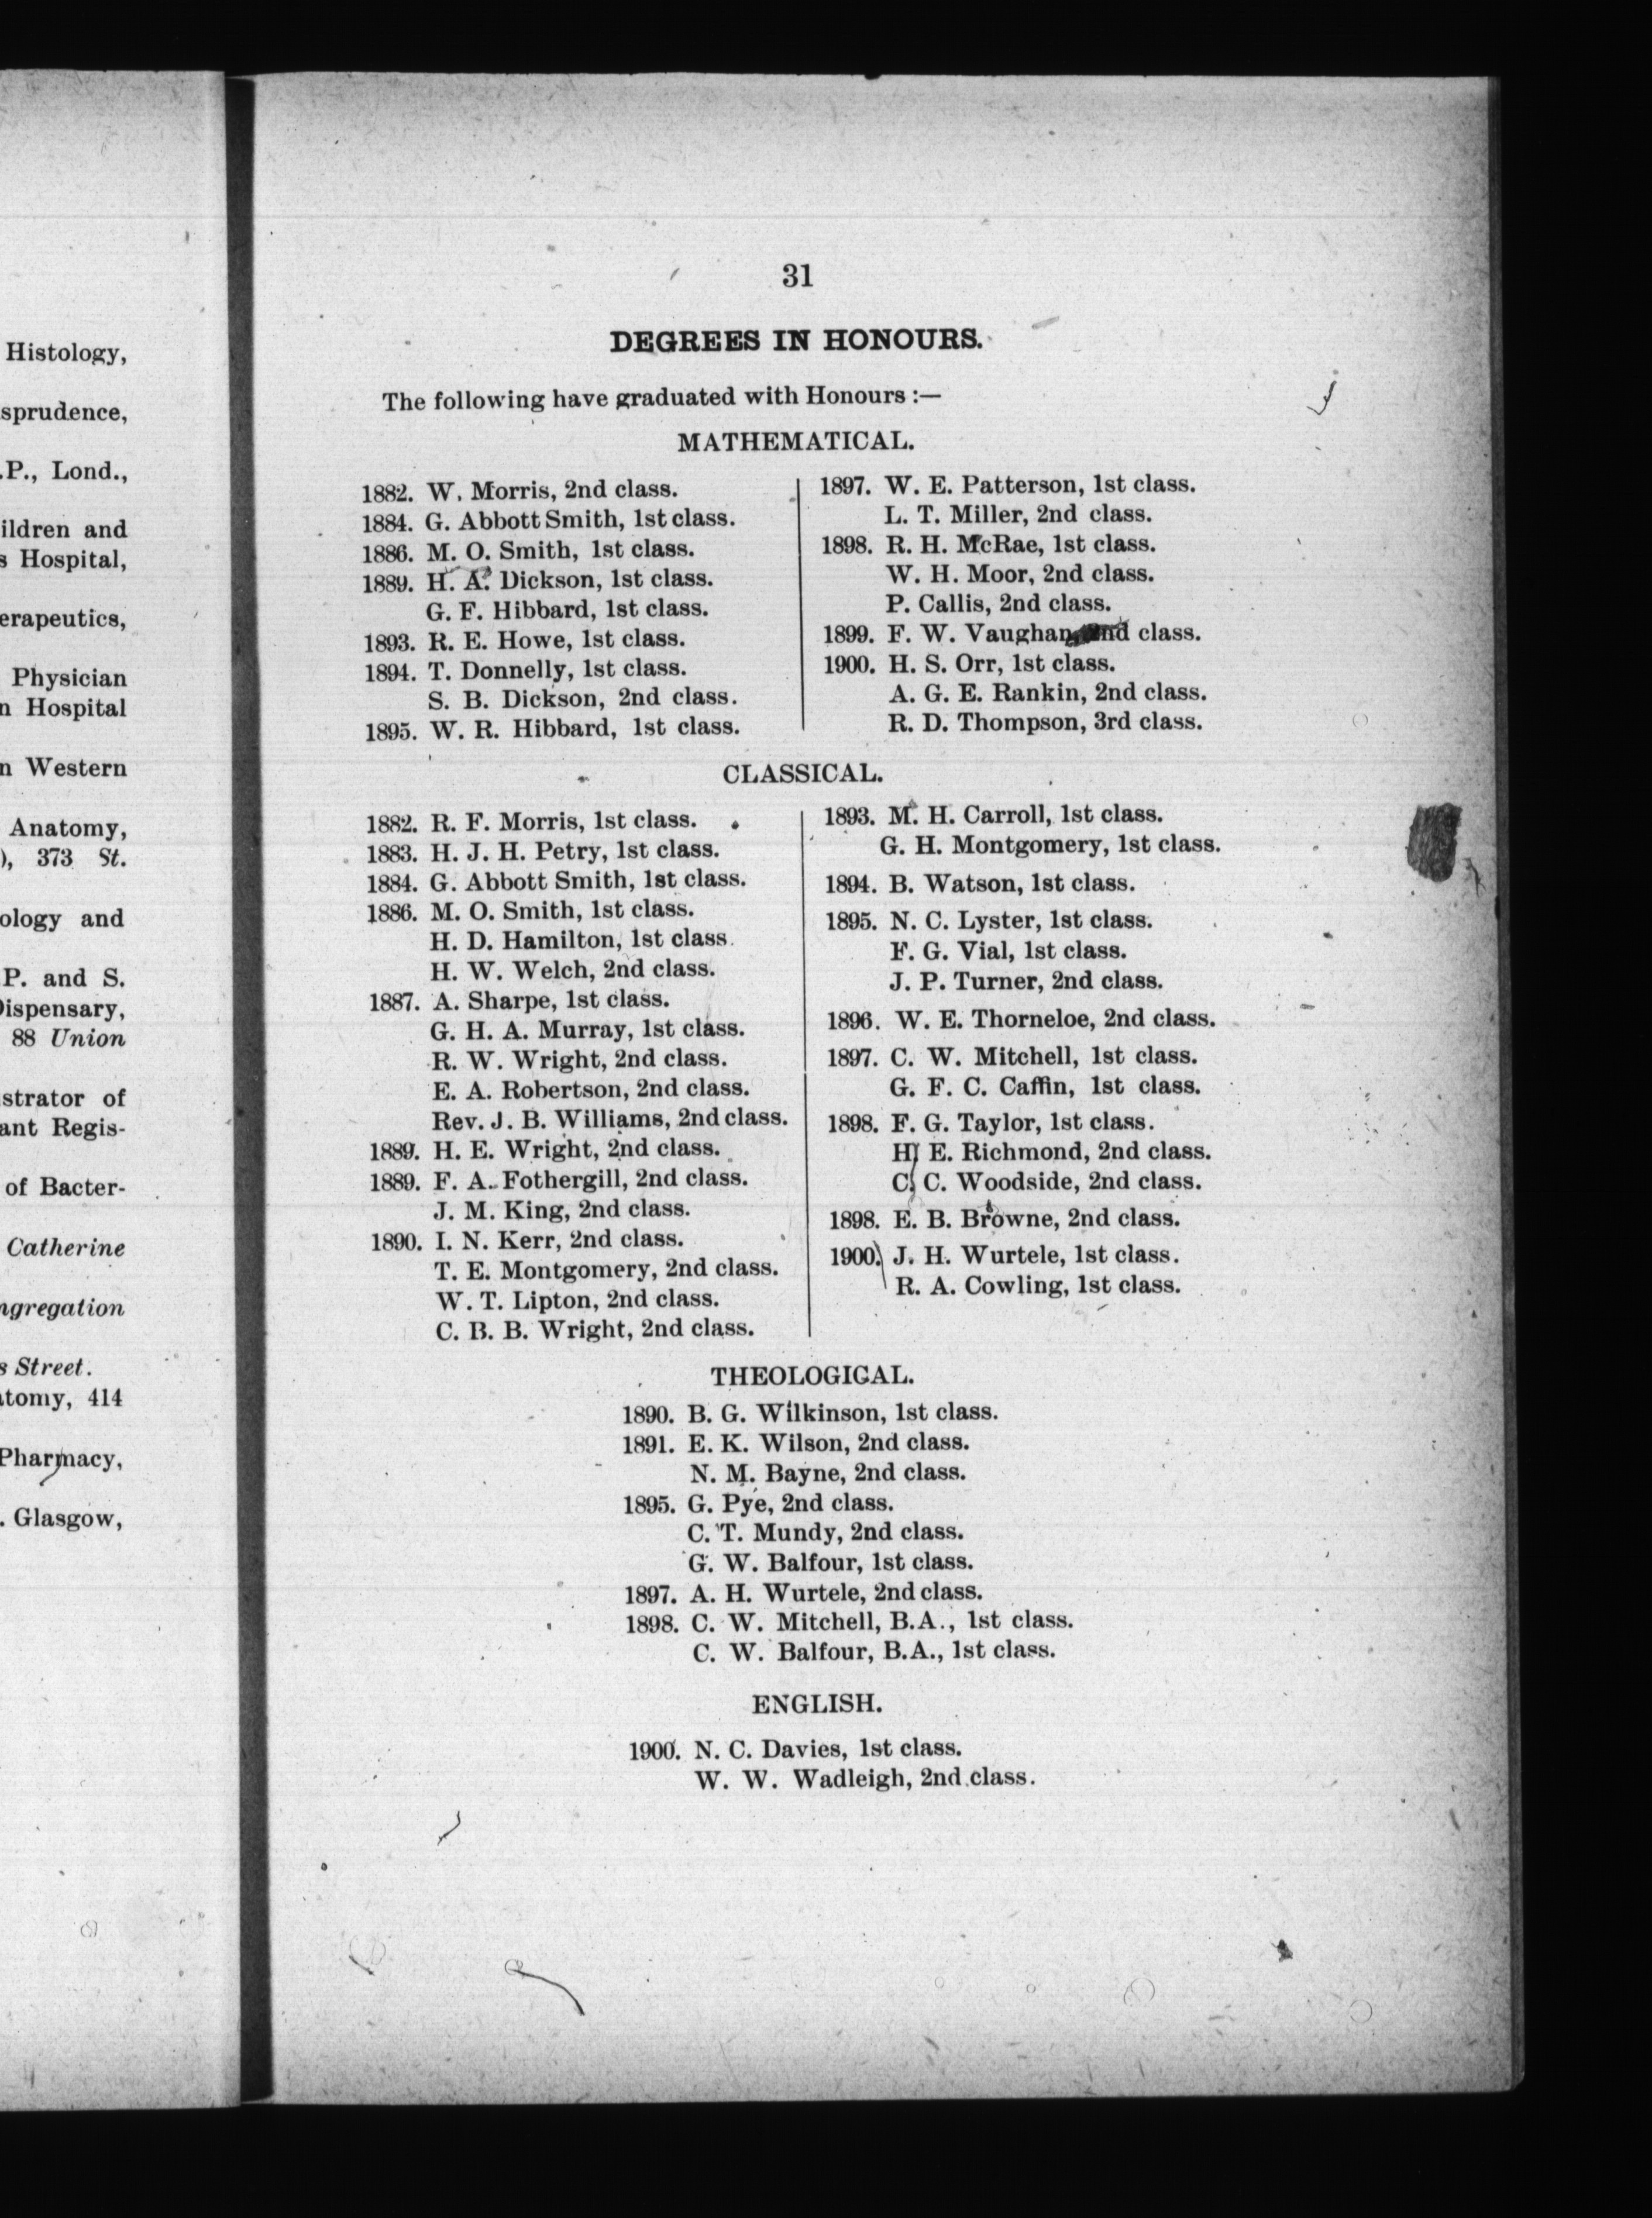 Histology,
sprudence,
.P., Lond.,
ildren and
s Hospital,
erapeutics,
Physician
n Hospital
n Western
Anatomy,
), 373 St.
ology and
P. and S.
Dispensary,
88 Union
strator of
ant Regis-
of Bacter-
Catherine
ngregation
s Street.
atomy, 414
Pharmacy,
. Glasgow,
31
DEGREES IN HONOURS.
The following have graduated with Honours :—
MATHEMATICAL.
1882. W. Morris, 2nd class.
1884. G. Abbott Smith, 1st class.
1886. M. O. Smith, 1st class.
1889. H. A. Dickson, 1st class.
G. F. Hibbard, 1st class.
1893. R. E. Howe, 1st class.
1894. T. Donnelly, 1st class.
S. B. Dickson, 2nd class.
1895. W. R. Hibbard, 1st class.
1897. W. E. Patterson, 1st class.
L. T. Miller, 2nd class.
1898. R. H. McRae, 1st class.
W. H. Moor, 2nd class.
P. Callis, 2nd class.
1899. F. W. Vaughan, 2nd class.
1900. H. S. Orr, 1st class.
A. G. E. Rankin, 2nd class.
R. D. Thompson, 3rd class.
CLASSICAL.
1882. R. F. Morris, 1st class.
1883. H. J. H. Petry, 1st class.
1884. G. Abbott Smith, 1st class.
1886. M. O. Smith, 1st class.
H. D. Hamilton, 1st class.
H. W. Welch, 2nd class.
1887. A. Sharpe, 1st class.
G. H. A. Murray, 1st class.
R. W. Wright, 2nd class.
E. A. Robertson, 2nd class.
Rev. J. B. Williams, 2nd class.
1889. H. E. Wright, 2nd class.
1889. F. A. Fothergill, 2nd class.
J. M. King, 2nd class.
1890. I. N. Kerr, 2nd class.
T. E. Montgomery, 2nd class.
W. T. Lipton, 2nd class.
C. B. B. Wright, 2nd class.
1893. M. H. Carroll, 1st class.
G. H. Montgomery, 1st class.
1894. B. Watson, 1st class.
1895. N. C. Lyster, 1st class.
F. G. Vial, 1st class.
J. P. Turner, 2nd class.
1896. W. E. Thorneloe, 2nd class.
1897. C. W. Mitchell, 1st class.
G. F. C. Caffin, 1st class.
1898. F. G. Taylor, 1st class.
H. E. Richmond, 2nd class.
C. C. Woodside, 2nd class.
1898. E. B. Browne, 2nd class.
1900. J. H. Wurtele, 1st class.
R. A. Cowling, 1st class.
THEOLOGICAL.
1890. B. G. Wilkinson, 1st class.
1891. E. K. Wilson, 2nd class.
N. M. Bayne, 2nd class.
1895. G. Pye, 2nd class.
C. T. Mundy, 2nd class.
G. W. Balfour, 1st class.
1897. A. H. Wurtele, 2nd class.
1898. C. W. Mitchell, B.A., 1st class.
C. W. Balfour, B.A., 1st class.
ENGLISH.
1900. N. C. Davies, 1st class.
W. W. Wadleigh, 2nd class.